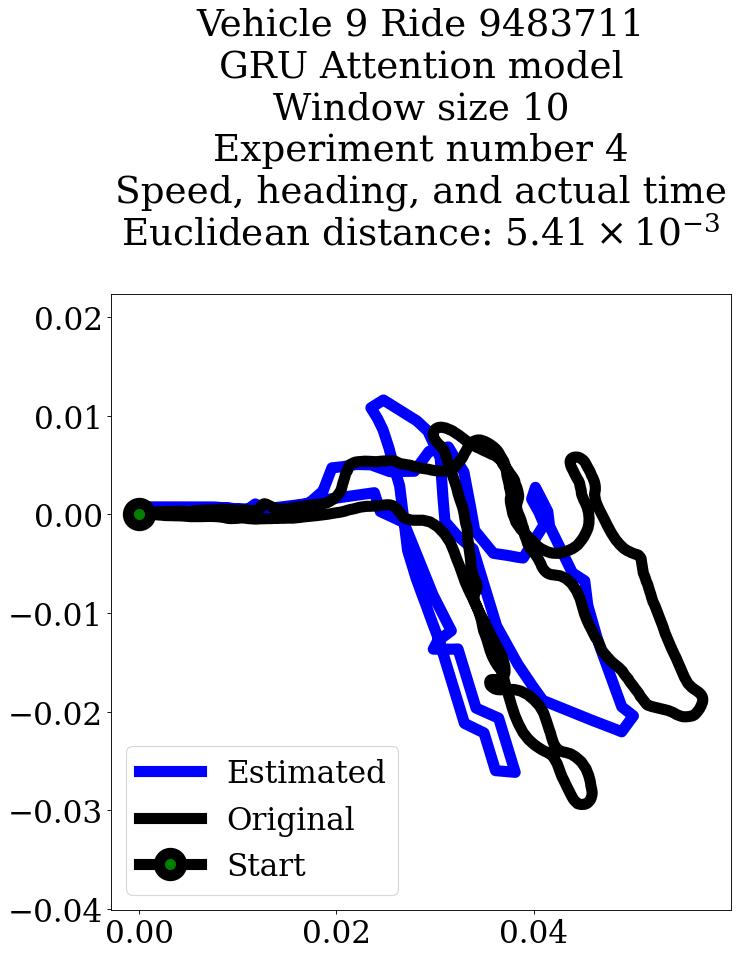 Vehicle 9 Ride 9483711
GRU Attention model
Window size 10
Experiment number 4
Speed, heading, and actual time
Euclidean distance: 5.41 × 10⁻³
0.02
0.01
0.00
−0.01
−0.02
−0.03
−0.04
Estimated
Original
Start
0.00 0.02 0.04